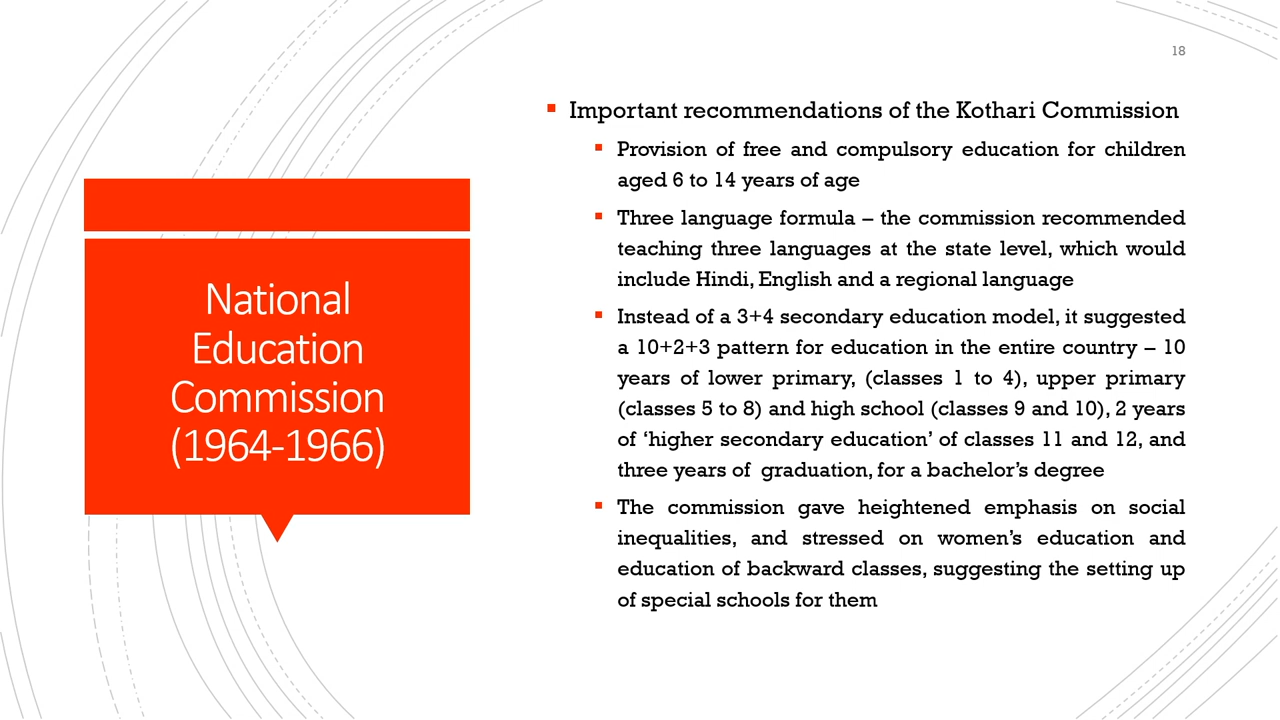 18
National
Education
Commission
(1964-1966)
Important recommendations of the Kothari Commission
Provision of free and compulsory education for children
aged 6 to 14 years of age
Three language formula – the commission recommended
teaching three languages at the state level, which would
include Hindi, English and a regional language
Instead of a 3+4 secondary education model, it suggested
a 10+2+3 pattern for education in the entire country – 10
years of lower primary, (classes 1 to 4), upper primary
(classes 5 to 8) and high school (classes 9 and 10), 2 years
of ‘higher secondary education’ of classes 11 and 12, and
three years of graduation, for a bachelor’s degree
The commission gave heightened emphasis on social
inequalities, and stressed on women’s education and
education of backward classes, suggesting the setting up
of special schools for them